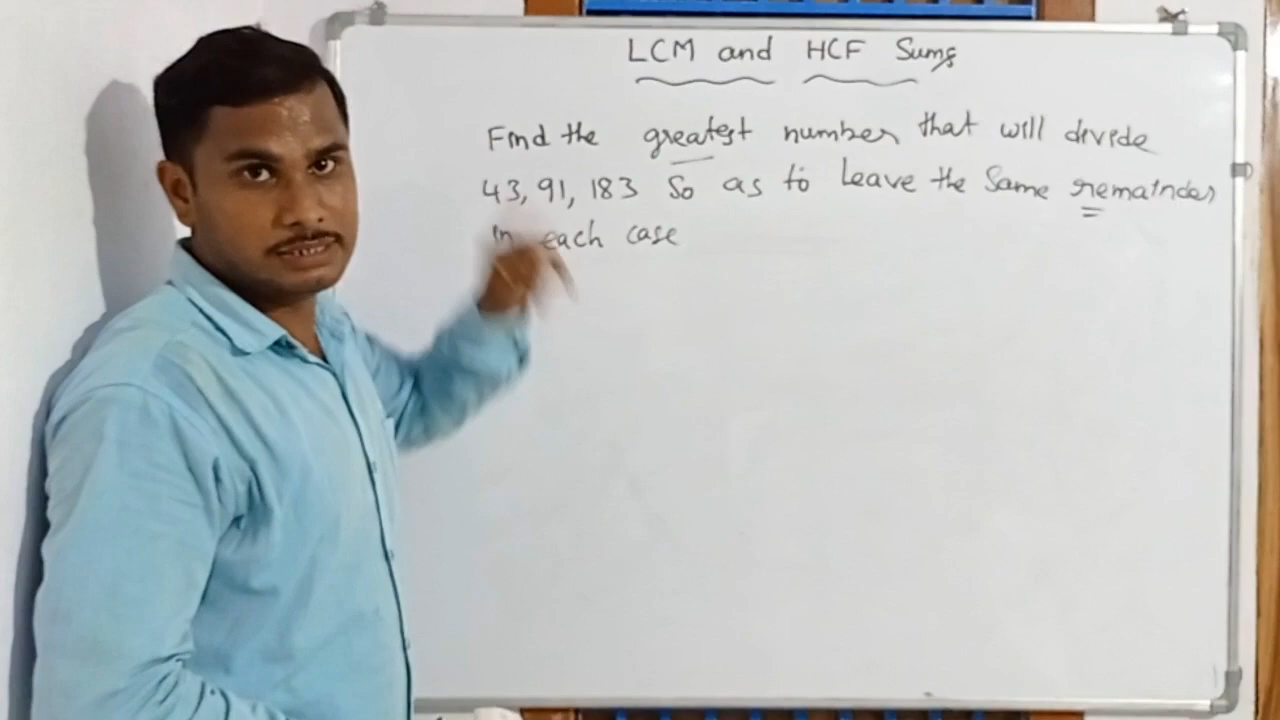 LCM and HCF Sums
Find the greatest number that will divide
43, 91, 183 So as to Leave the Same remainder
in each case